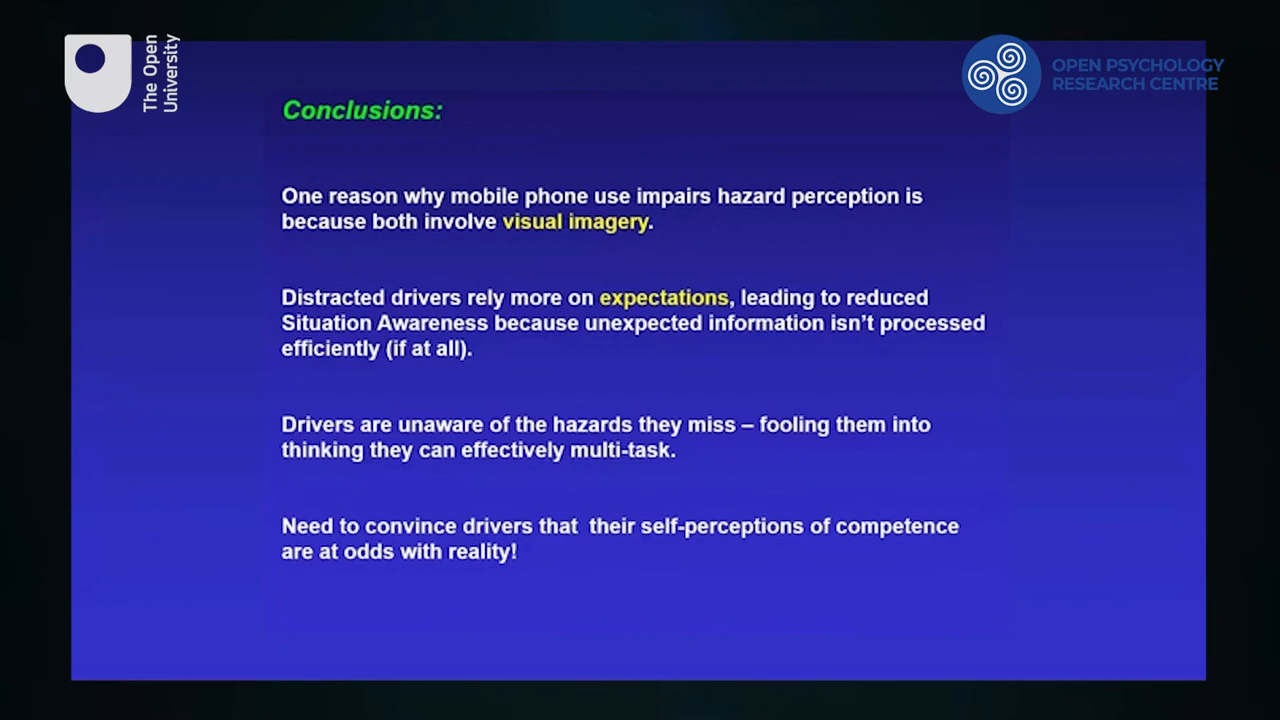 The Open
University
OPEN PSYCHOLOGY
RESEARCH CENTRE
Conclusions:
One reason why mobile phone use impairs hazard perception is
because both involve visual imagery.
Distracted drivers rely more on expectations, leading to reduced
Situation Awareness because unexpected information isn’t processed
efficiently (if at all).
Drivers are unaware of the hazards they miss – fooling them into
thinking they can effectively multi-task.
Need to convince drivers that  their self-perceptions of competence
are at odds with reality!